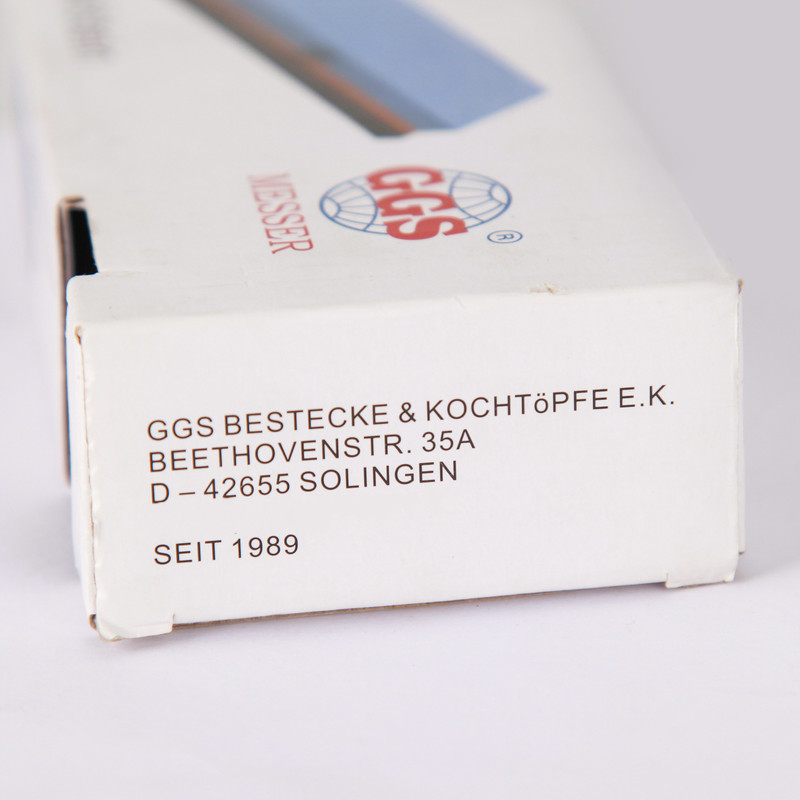 GGS
®
MESSER
GGS BESTECKE & KOCHTöPFE E.K.
BEETHOVENSTR. 35A
D – 42655 SOLINGEN
SEIT 1989